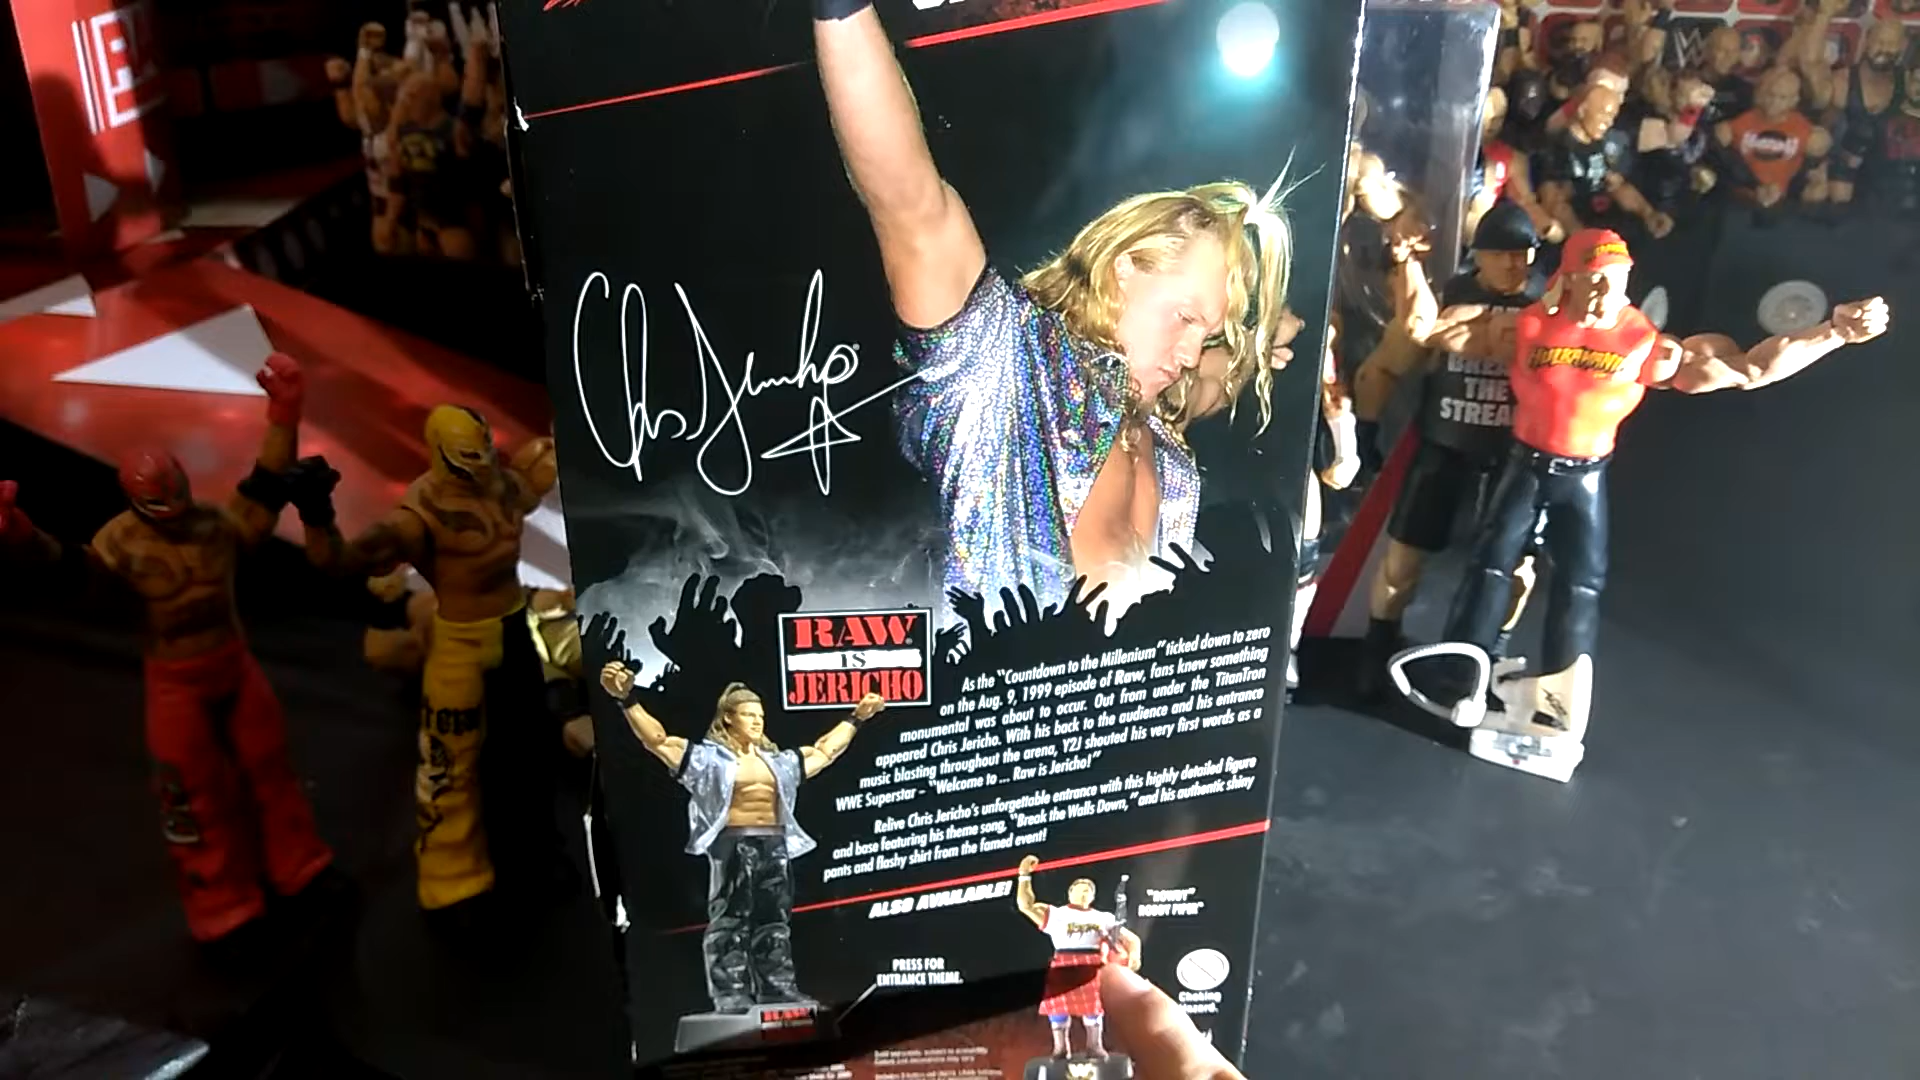 Chris Jericho
RAW
IS
JERICHO
As the "Countdown to the Millenium" ticked down to zero
on the Aug. 9, 1999 episode of Raw, fans knew something
monumental was about to occur. Out from under the TitanTron
appeared Chris Jericho. With his back to the audience and his entrance
music blasting throughout the arena, Y2J shouted his very first words as a
WWE Superstar – "Welcome to ... Raw is Jericho!"
Relive Chris Jericho's unforgettable entrance with this highly detailed figure
and base featuring his theme song, "Break the Walls Down," and his authentic shiny
pants and flashy shirt from the famed event!
ALSO AVAILABLE!
"ROWDY"
RODDY PIPER"
PRESS FOR
ENTRANCE THEME.
Choking
Hazard.
RAW
HULKAMANIA
THE
STREA